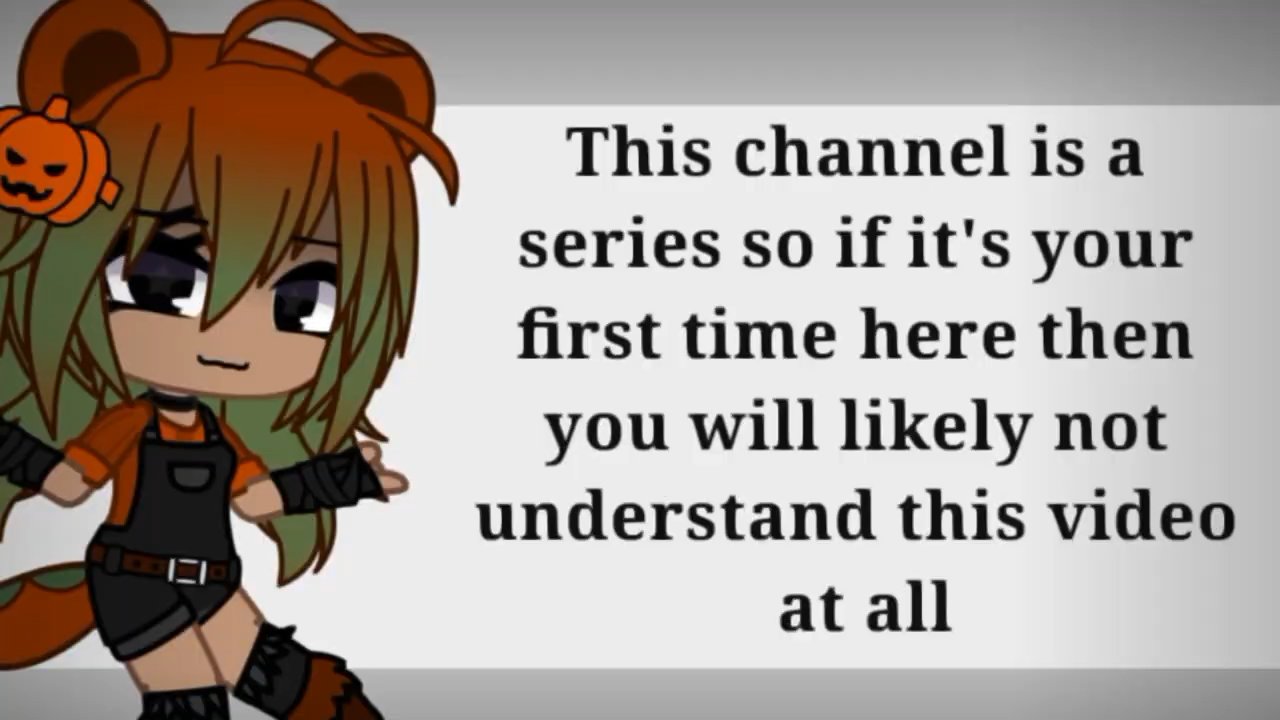 This channel is a
series so if it's your
first time here then
you will likely not
understand this video
at all